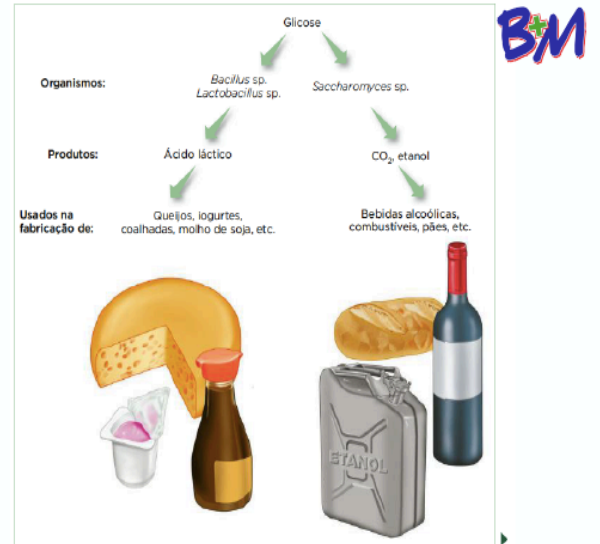 B+M
Glicose
Organismos:
Bacillus sp.
Lactobacillus sp.
Saccharomyces sp.
Produtos:
Ácido láctico
CO₂, etanol
Usados na
fabricação de:
Queijos, iogurtes,
coalhadas, molho de soja, etc.
Bebidas alcoólicas,
combustíveis, pães, etc.
ETANOL